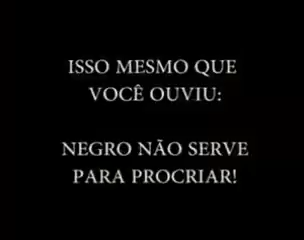 ISSO MESMO QUE
VOCÊ OUVIU:
NEGRO NÃO SERVE
PARA PROCRIAR!